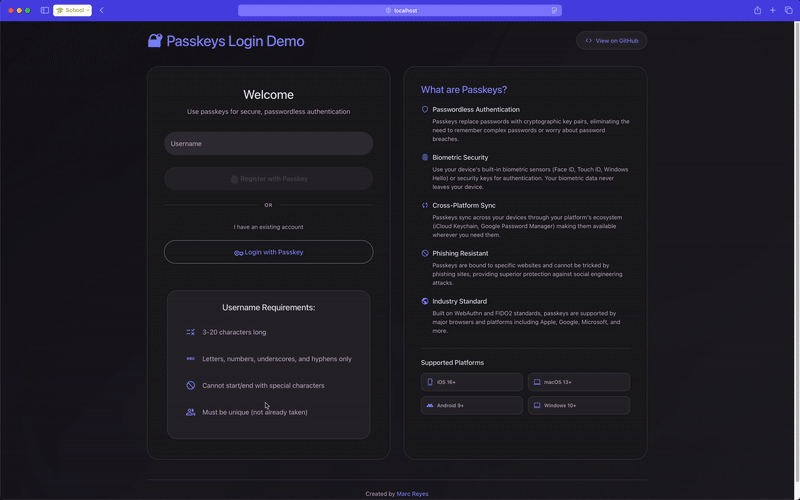 School
localhost
Passkeys Login Demo
View on GitHub
Welcome
Use passkeys for secure, passwordless authentication
Username
Register with Passkey
OR
I have an existing account
Login with Passkey
Username Requirements:
3-20 characters long
Letters, numbers, underscores, and hyphens only
Cannot start/end with special characters
Must be unique (not already taken)
What are Passkeys?
Passwordless Authentication
Passkeys replace passwords with cryptographic key pairs, eliminating the
need to remember complex passwords or worry about password
breaches.
Biometric Security
Use your device's built-in biometric sensors (Face ID, Touch ID, Windows
Hello) or security keys for authentication. Your biometric data never
leaves your device.
Cross-Platform Sync
Passkeys sync across your devices through your platform's ecosystem
(iCloud Keychain, Google Password Manager) making them available
wherever you need them.
Phishing Resistant
Passkeys are bound to specific websites and cannot be tricked by
phishing sites, providing superior protection against social engineering
attacks.
Industry Standard
Built on WebAuthn and FIDO2 standards, passkeys are supported by
major browsers and platforms including Apple, Google, Microsoft, and
more.
Supported Platforms
iOS 16+
macOS 13+
Android 9+
Windows 10+
Created by Marc Reyes